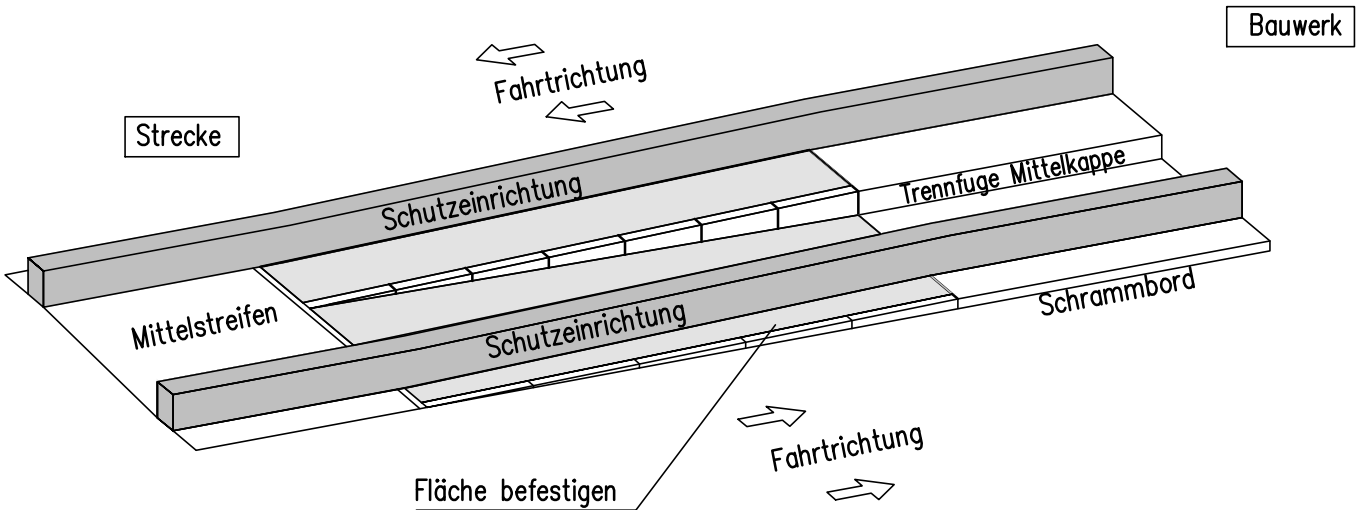 Bauwerk
Fahrtrichtung
Strecke
Schutzeinrichtung
Trennfuge Mittelkappe
Mittelstreifen
Schutzeinrichtung
Schrammbord
Fahrtrichtung
Fläche befestigen